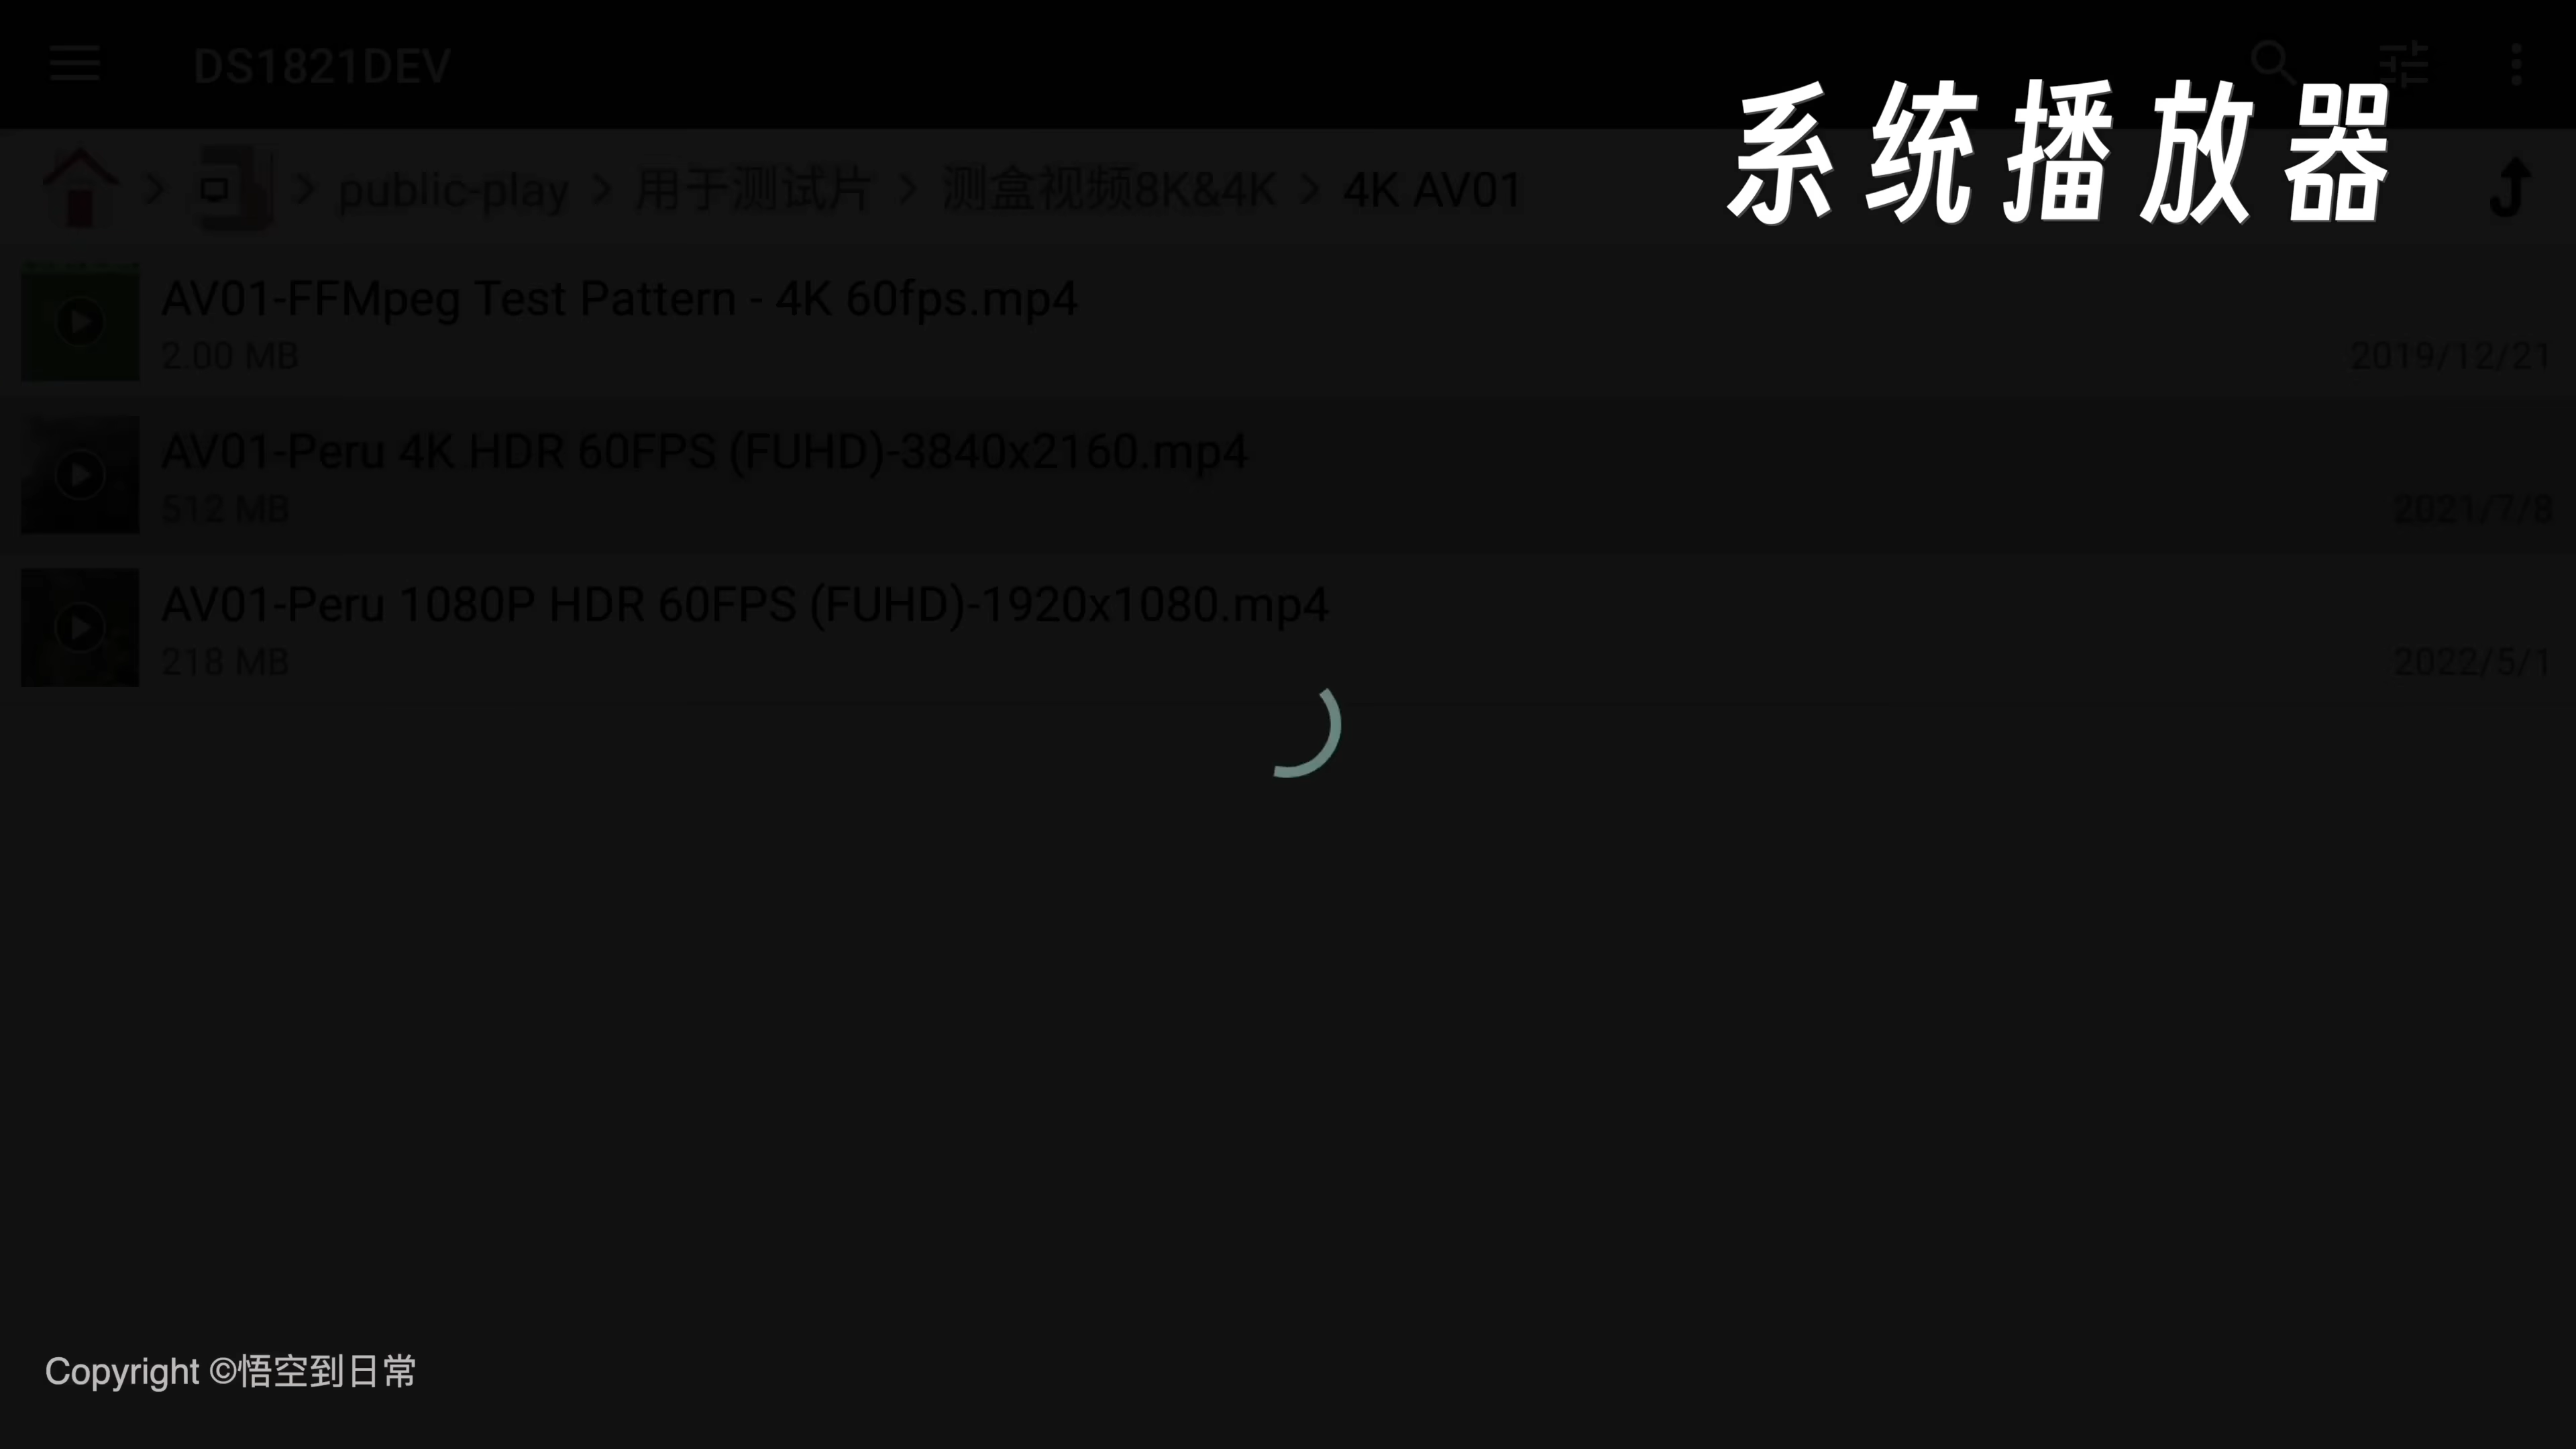 DS1821DEV
系统播放器
public-play > 用于测试片 > 测盒视频8K&4K > 4K AV01
AV01-FFMpeg Test Pattern - 4K 60fps.mp4
2.00 MB
2019/12/21
AV01-Peru 4K HDR 60FPS (FUHD)-3840x2160.mp4
512 MB
2021/7/8
AV01-Peru 1080P HDR 60FPS (FUHD)-1920x1080.mp4
218 MB
2022/5/1
Copyright ©悟空到日常